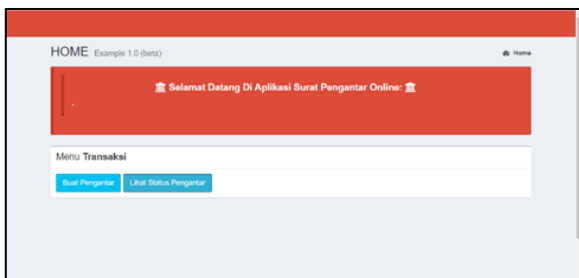 HOME Example 1.0 (beta)
Home
Selamat Datang Di Aplikasi Surat Pengantar Online:
.
Menu Transaksi
Buat Pengantar
Lihat Status Pengantar